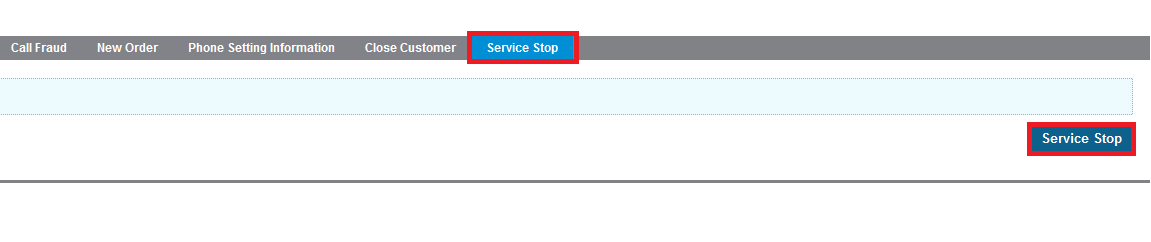 Call Fraud New Order Phone Setting Information Close Customer Service Stop
Service Stop